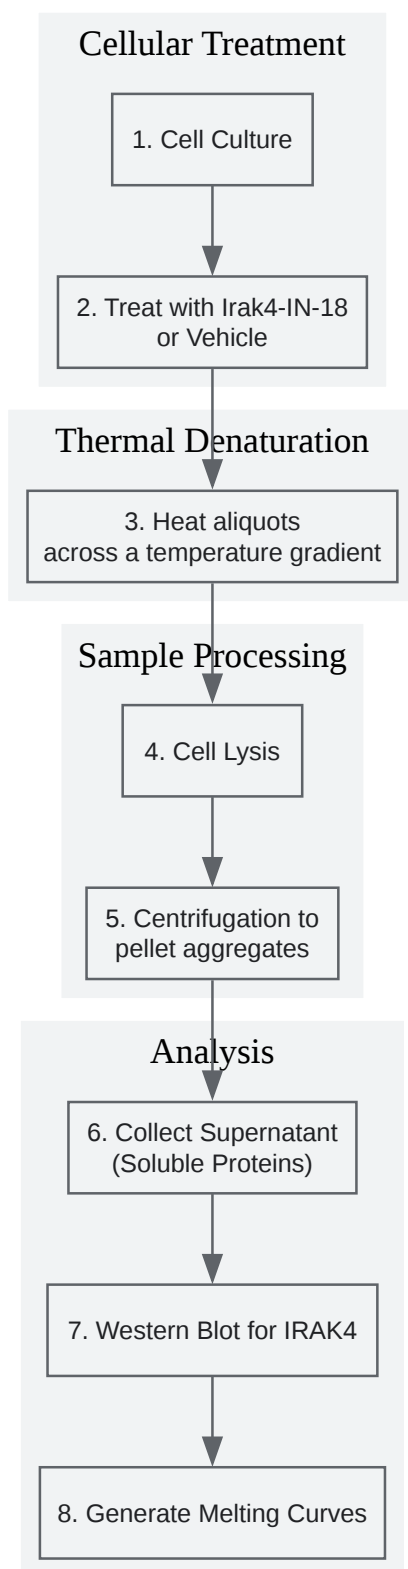 Cellular Treatment
1. Cell Culture
2. Treat with Irak4-IN-18
or Vehicle
Thermal Denaturation
3. Heat aliquots
across a temperature gradient
Sample Processing
4. Cell Lysis
5. Centrifugation to
pellet aggregates
Analysis
6. Collect Supernatant
(Soluble Proteins)
7. Western Blot for IRAK4
8. Generate Melting Curves